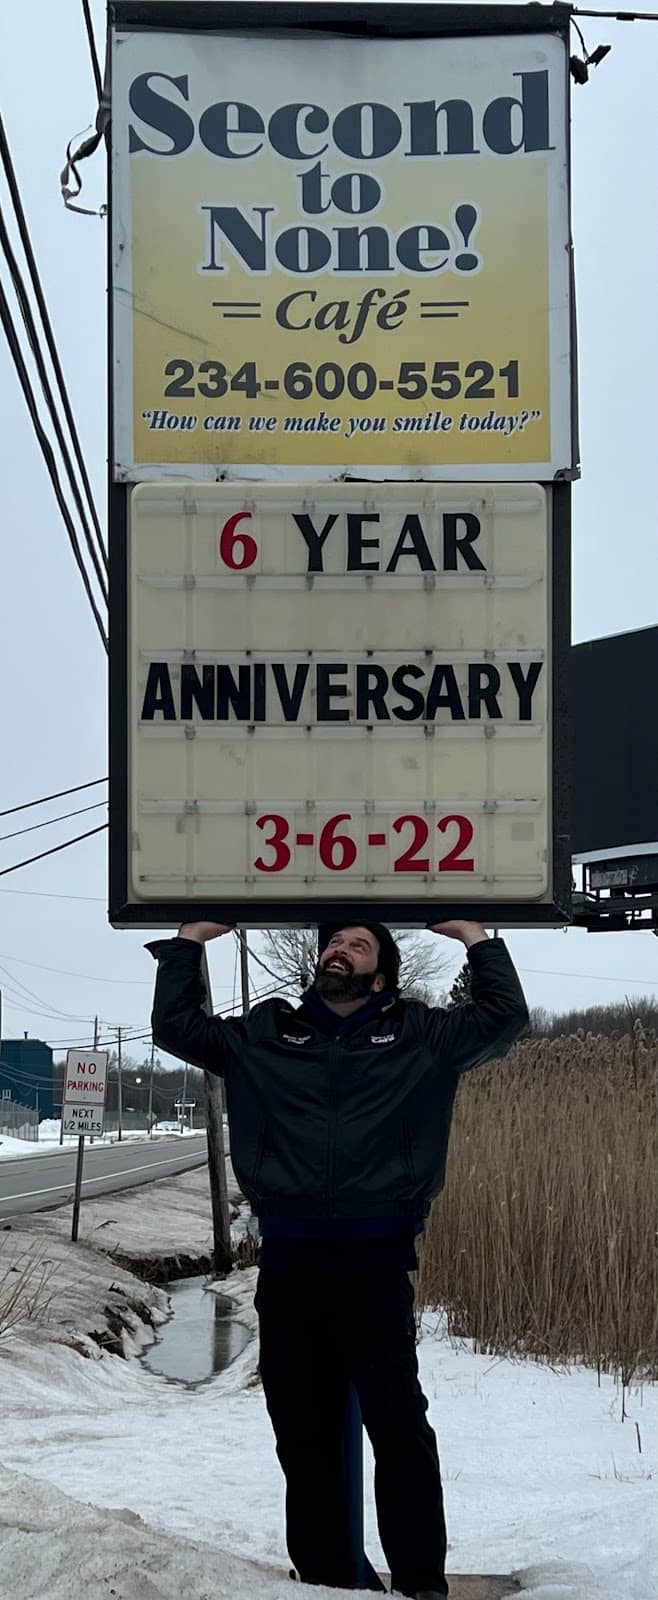 Second
to
None!
Café
234-600-5521
“How can we make you smile today?”
6 YEAR
ANNIVERSARY
3-6-22
NO
PARKING
NEXT
1/2 MILES